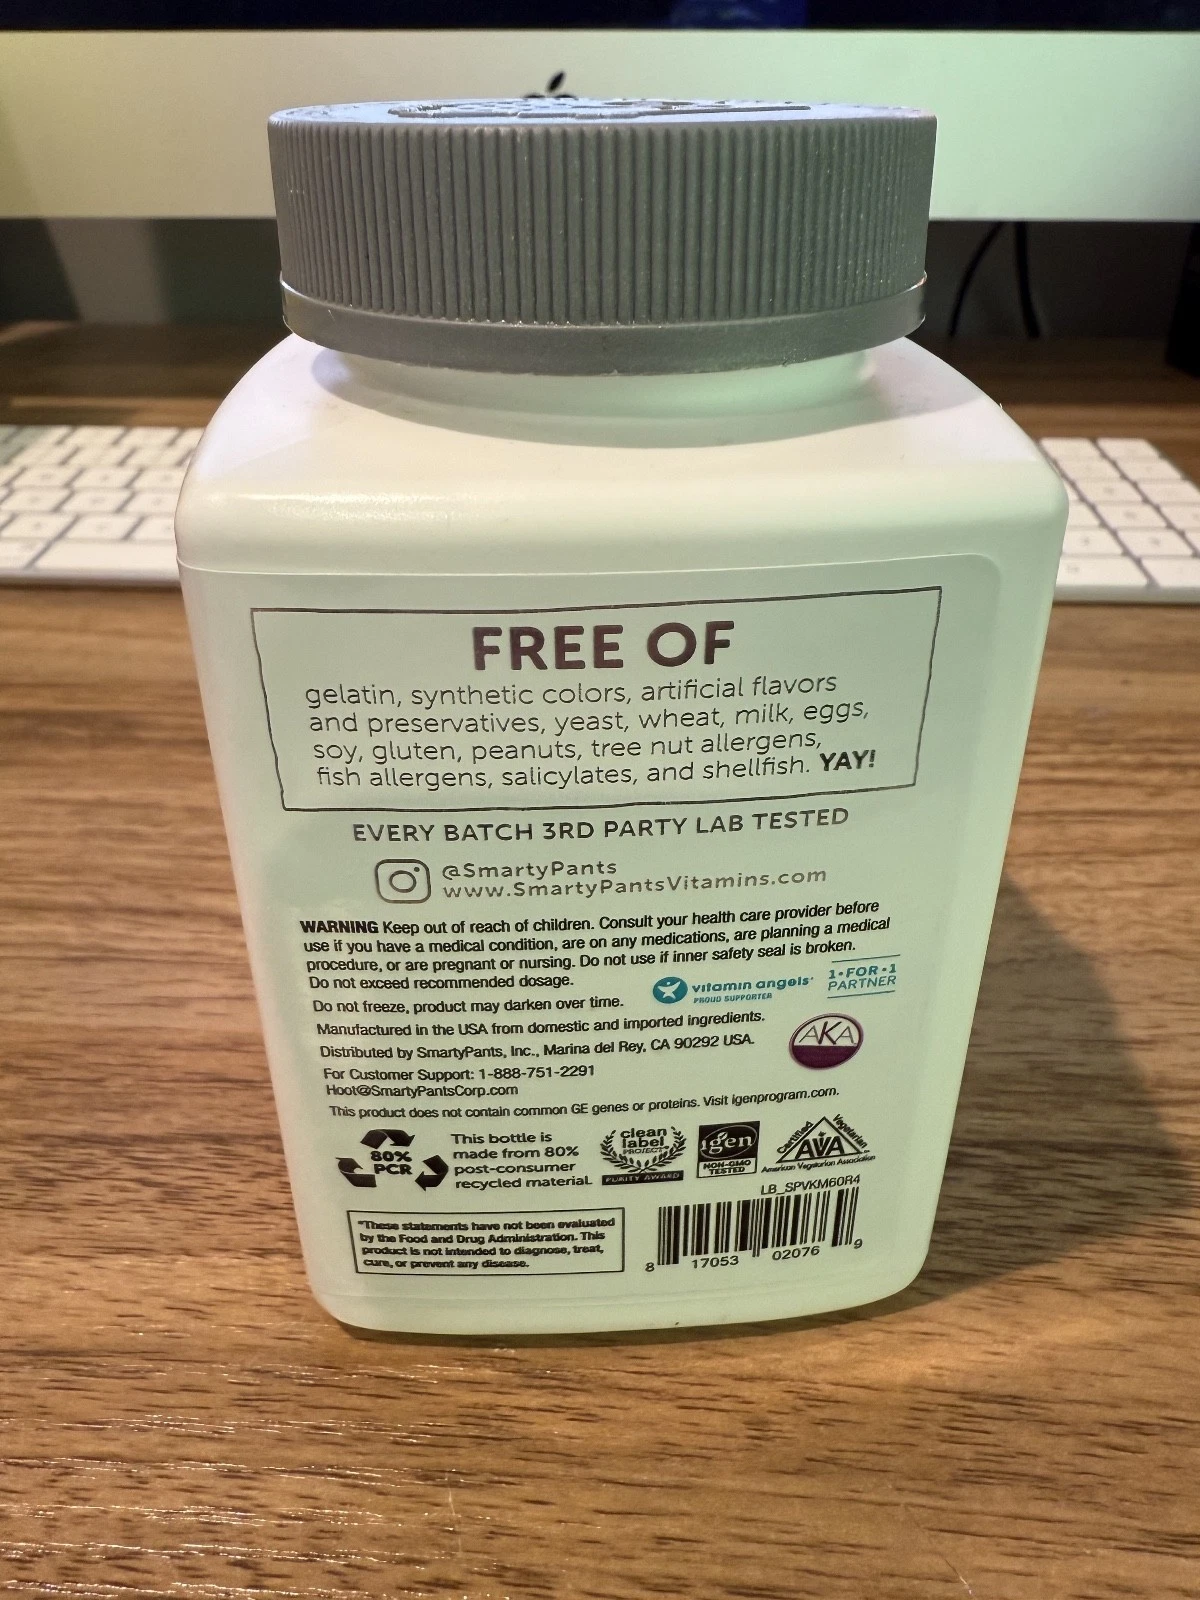 FREE OF
gelatin, synthetic colors, artificial flavors
and preservatives, yeast, wheat, milk, eggs,
soy, gluten, peanuts, tree nut allergens,
fish allergens, salicylates, and shellfish. YAY!
EVERY BATCH 3RD PARTY LAB TESTED
@SmartyPants
www.SmartyPantsVitamins.com
WARNING Keep out of reach of children. Consult your health care provider before
use if you have a medical condition, are on any medications, are planning a medical
procedure, or are pregnant or nursing. Do not use if inner safety seal is broken.
Do not exceed recommended dosage.
vitamin angels®
PROUD SUPPORTER
1•FOR•1
PARTNER
Do not freeze, product may darken over time.
Manufactured in the USA from domestic and imported ingredients.
Distributed by SmartyPants, Inc., Marina del Rey, CA 90292 USA.
AKA
For Customer Support: 1-888-751-2291
Hoot@SmartyPantsCorp.com
This product does not contain common GE genes or proteins. Visit igenprogram.com.
80%
PCR
This bottle is
made from 80%
post-consumer
recycled material.
clean
label
PROJECT
PURITY AWARD
igen
NON-GMO
TESTED
Certified Vegetarian
AVA
American Vegetarian Association
LB_SPVKM60R4
*These statements have not been evaluated
by the Food and Drug Administration. This
product is not intended to diagnose, treat,
cure, or prevent any disease.
8 17053 02076 9